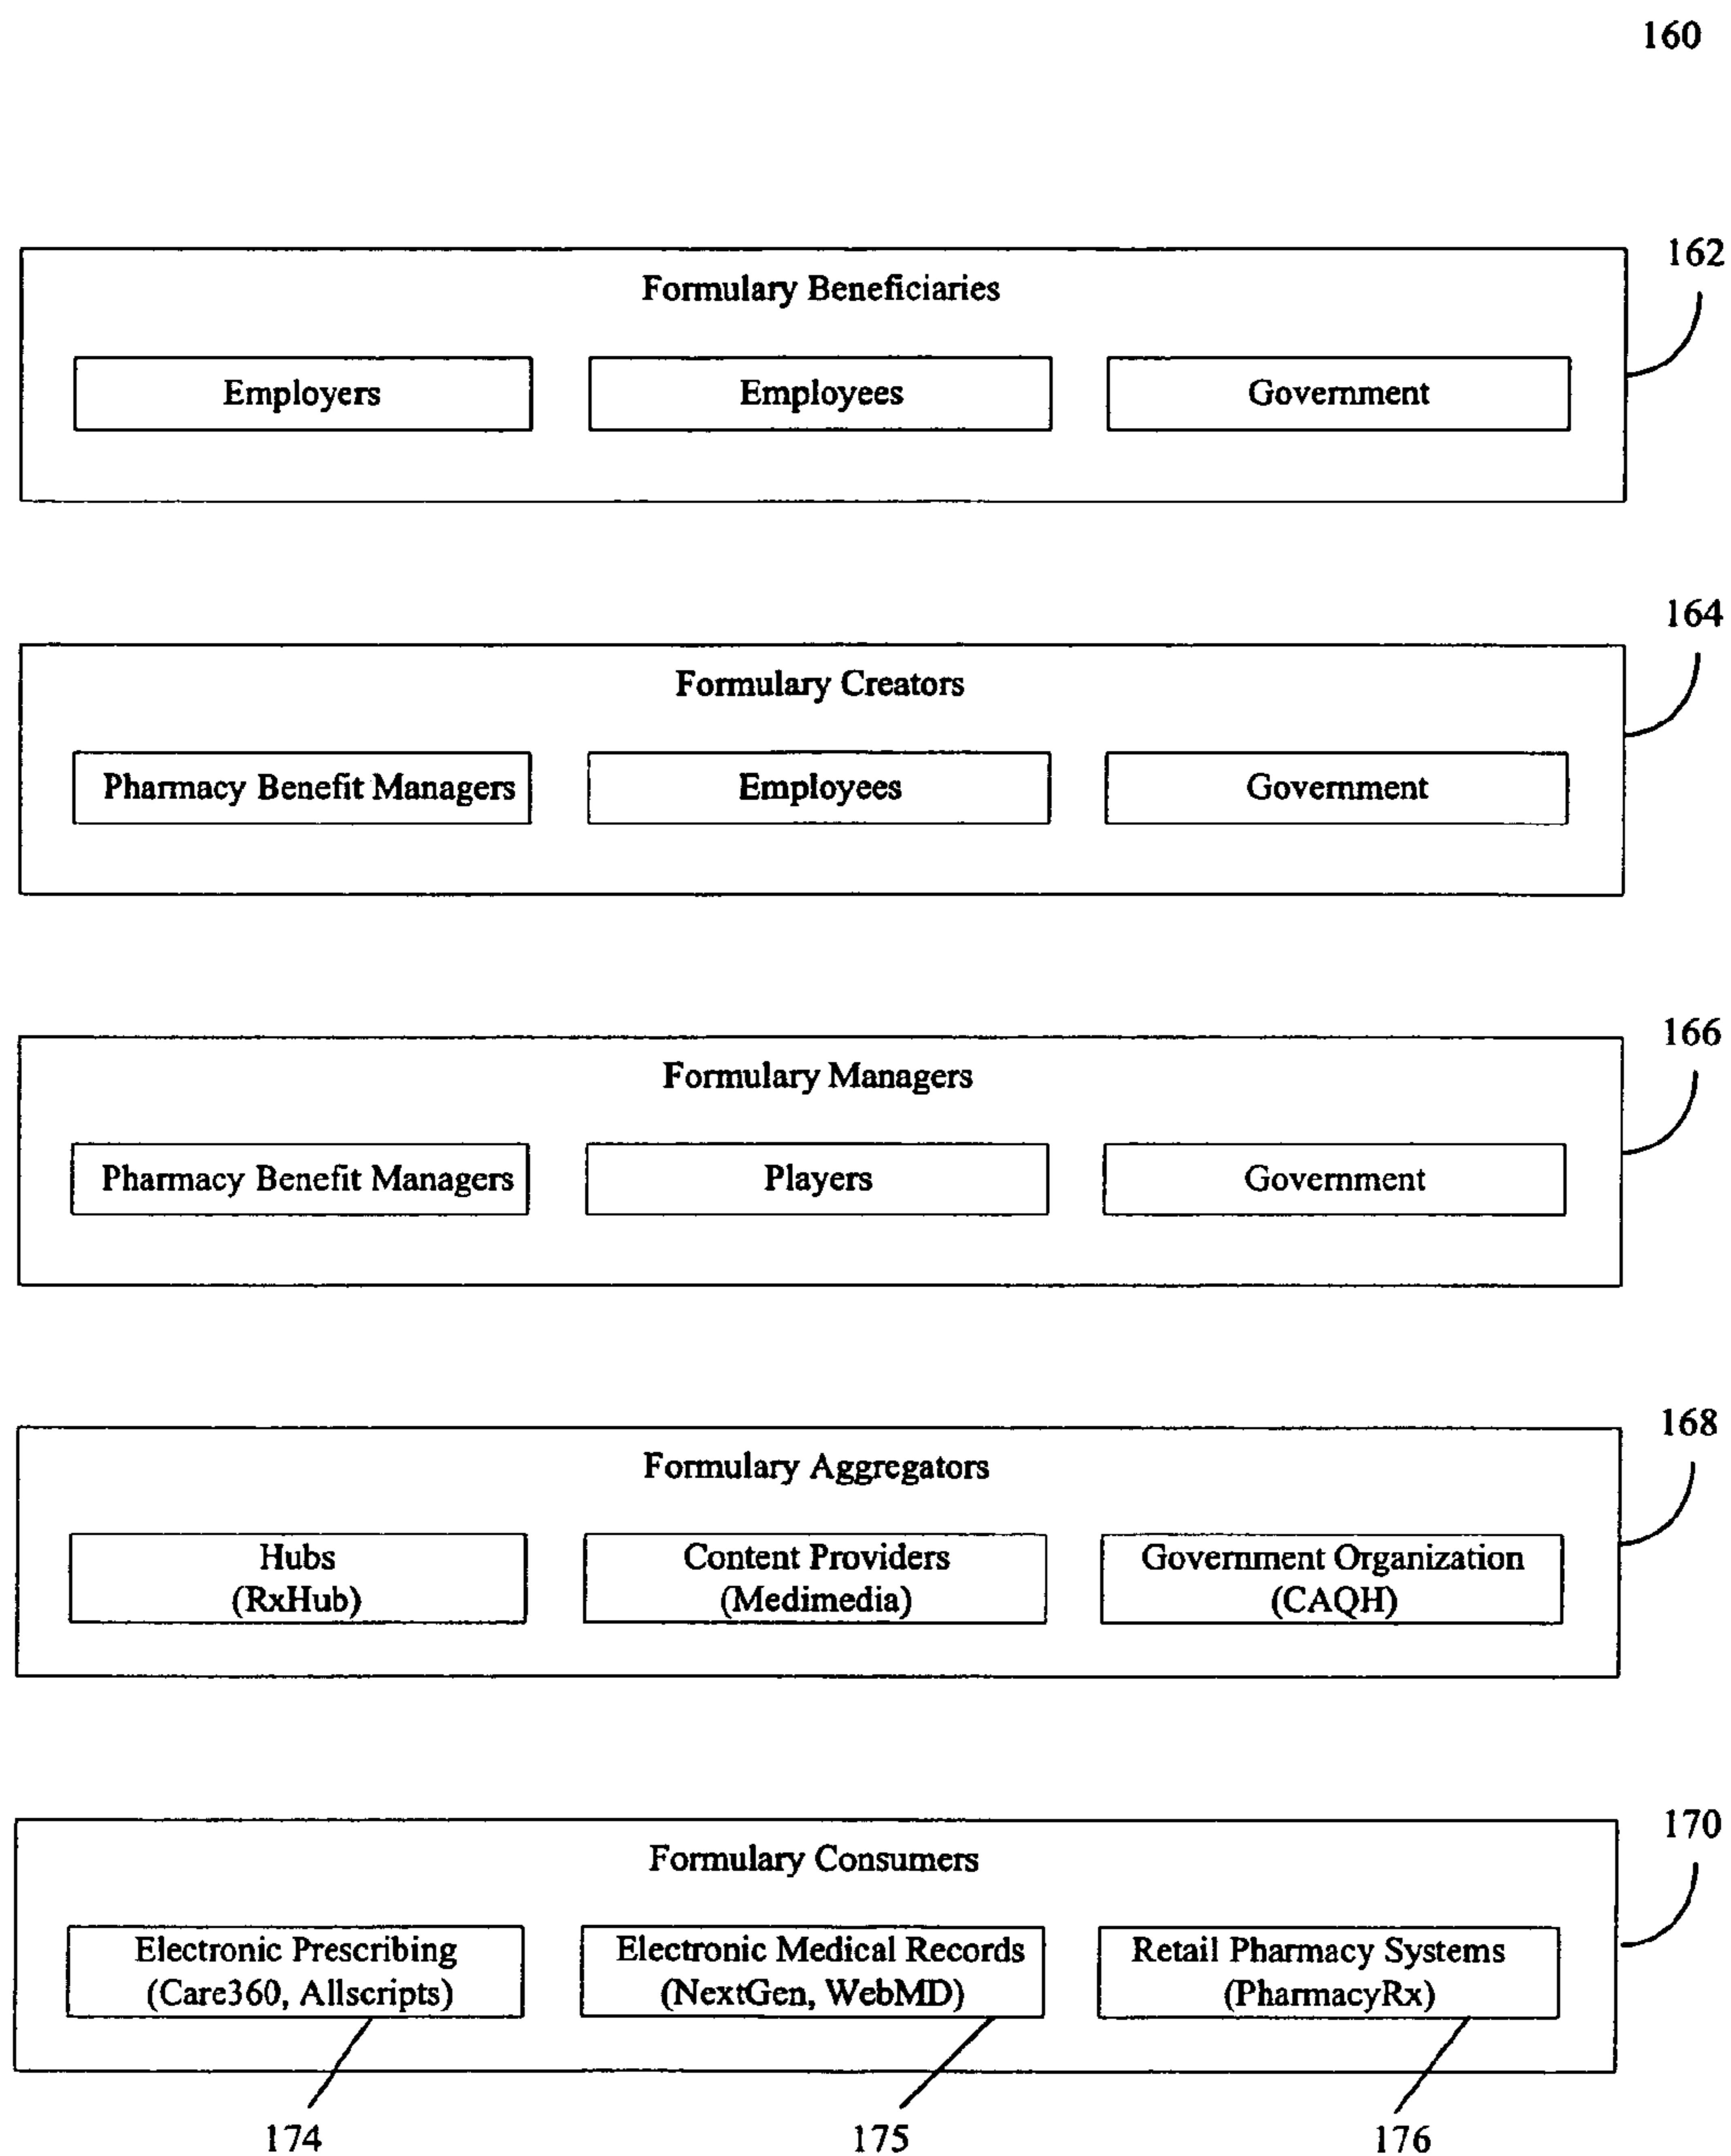 160
162
Formulary Beneficiaries
Employers
Employees
Government
164
Formulary Creators
Pharmacy Benefit Managers
Employees
Government
166
Formulary Managers
Pharmacy Benefit Managers
Players
Government
168
Formulary Aggregators
Hubs
(RxHub)
Content Providers
(Medimedia)
Government Organization
(CAQH)
170
Formulary Consumers
Electronic Prescribing
(Care360, Allscripts)
Electronic Medical Records
(NextGen, WebMD)
Retail Pharmacy Systems
(PharmacyRx)
174
175
176